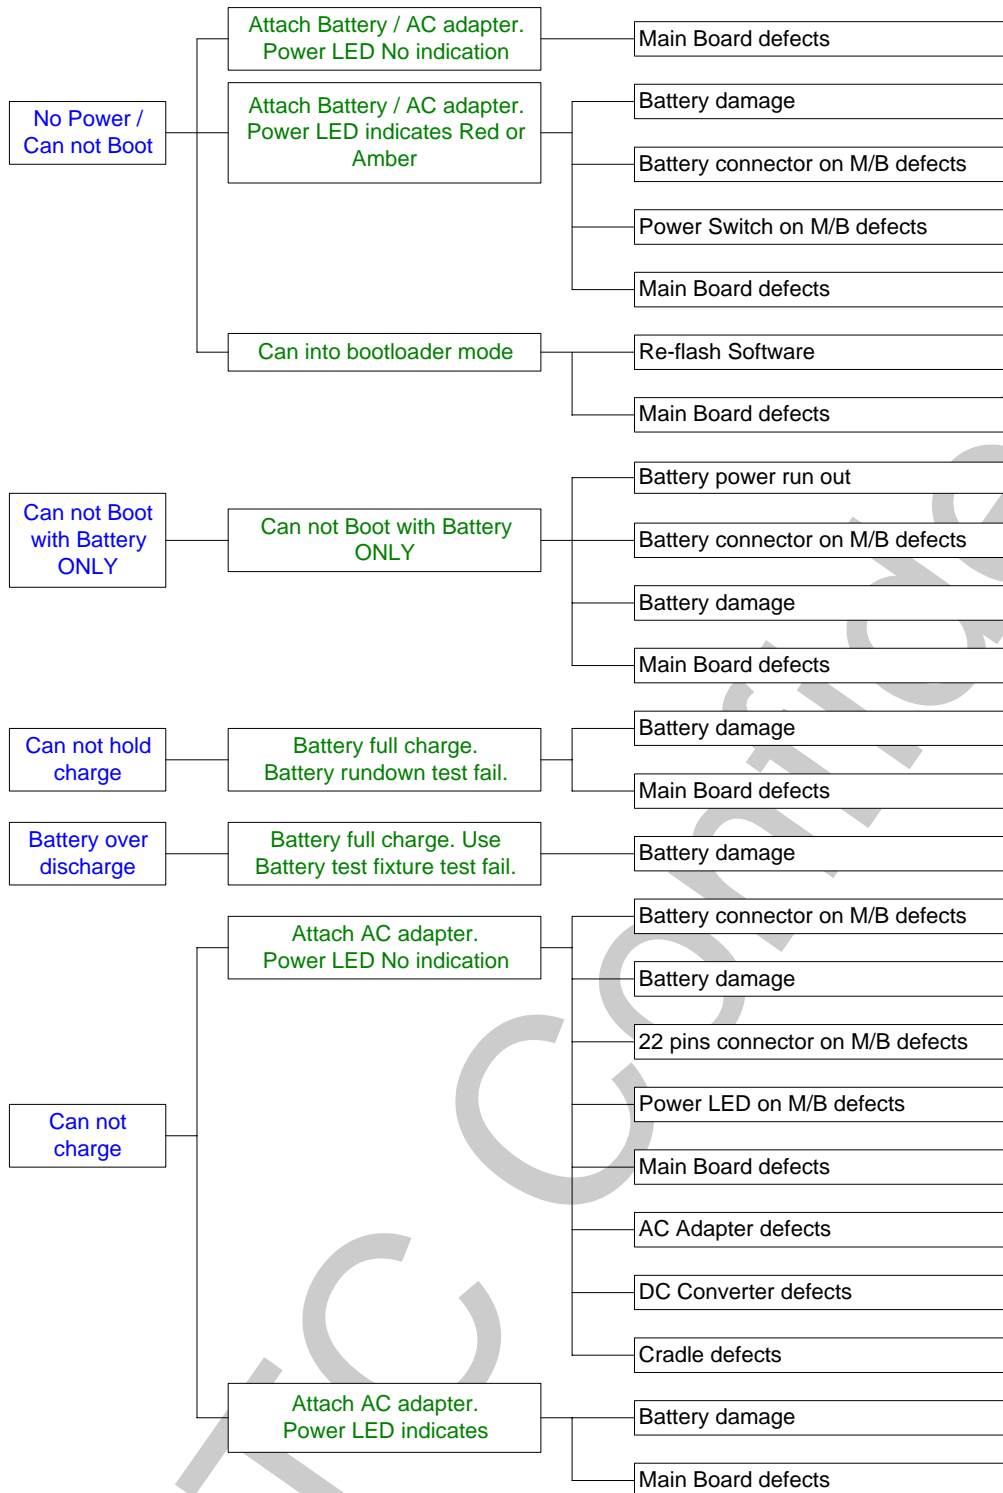 Attach Battery / AC adapter.
Power LED No indication
Main Board defects
No Power /
Can not Boot
Attach Battery / AC adapter.
Power LED indicates Red or
Amber
Battery damage
Battery connector on M/B defects
Power Switch on M/B defects
Main Board defects
Can into bootloader mode
Re-flash Software
Main Board defects
Can not Boot
with Battery
ONLY
Can not Boot with Battery
ONLY
Battery power run out
Battery connector on M/B defects
Battery damage
Main Board defects
Can not hold
charge
Battery full charge.
Battery rundown test fail.
Battery damage
Main Board defects
Battery over
discharge
Battery full charge. Use
Battery test fixture test fail.
Battery damage
Can not
charge
Attach AC adapter.
Power LED No indication
Battery connector on M/B defects
Battery damage
22 pins connector on M/B defects
Power LED on M/B defects
Main Board defects
AC Adapter defects
DC Converter defects
Cradle defects
Attach AC adapter.
Power LED indicates
Battery damage
Main Board defects